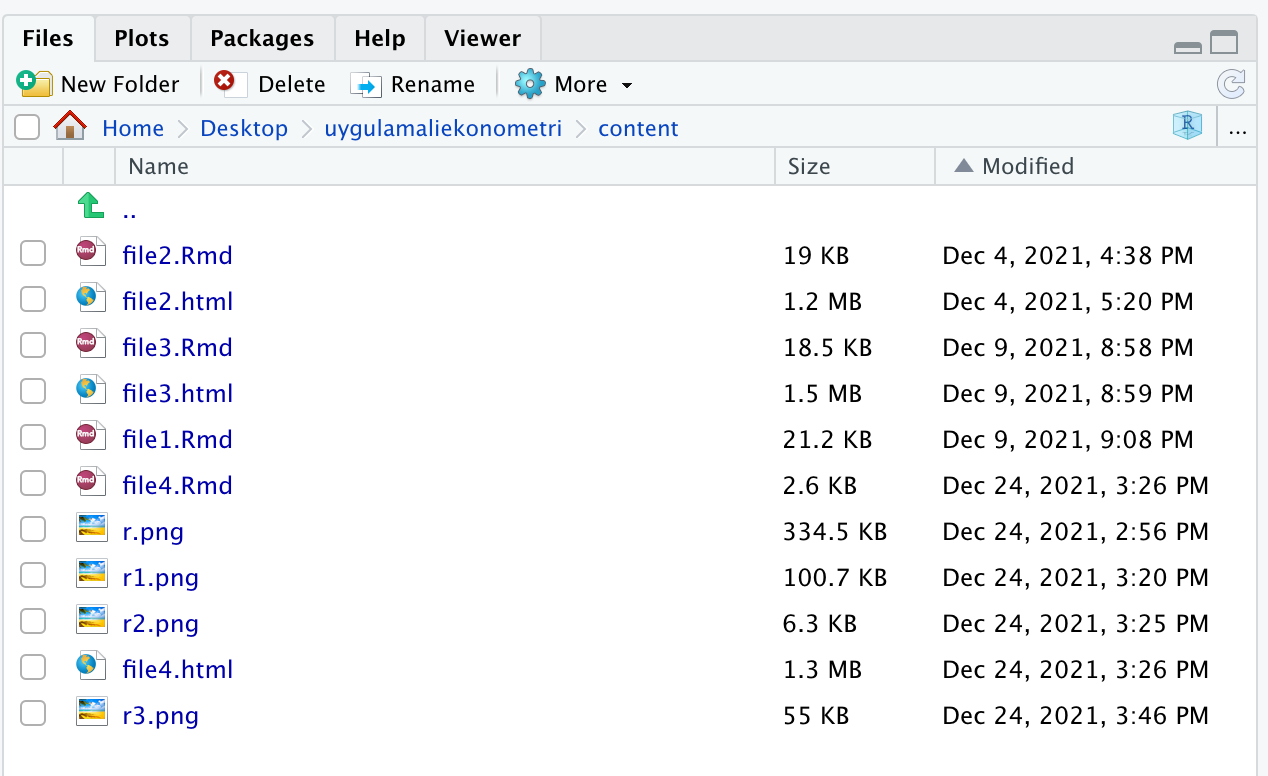 Files Plots Packages Help Viewer
New Folder Delete Rename More
Home Desktop uygulamaliekonometri content R ...
Name Size Modified
..
Rmd file2.Rmd 19 KB Dec 4, 2021, 4:38 PM
file2.html 1.2 MB Dec 4, 2021, 5:20 PM
Rmd file3.Rmd 18.5 KB Dec 9, 2021, 8:58 PM
file3.html 1.5 MB Dec 9, 2021, 8:59 PM
Rmd file1.Rmd 21.2 KB Dec 9, 2021, 9:08 PM
Rmd file4.Rmd 2.6 KB Dec 24, 2021, 3:26 PM
r.png 334.5 KB Dec 24, 2021, 2:56 PM
r1.png 100.7 KB Dec 24, 2021, 3:20 PM
r2.png 6.3 KB Dec 24, 2021, 3:25 PM
file4.html 1.3 MB Dec 24, 2021, 3:26 PM
r3.png 55 KB Dec 24, 2021, 3:46 PM